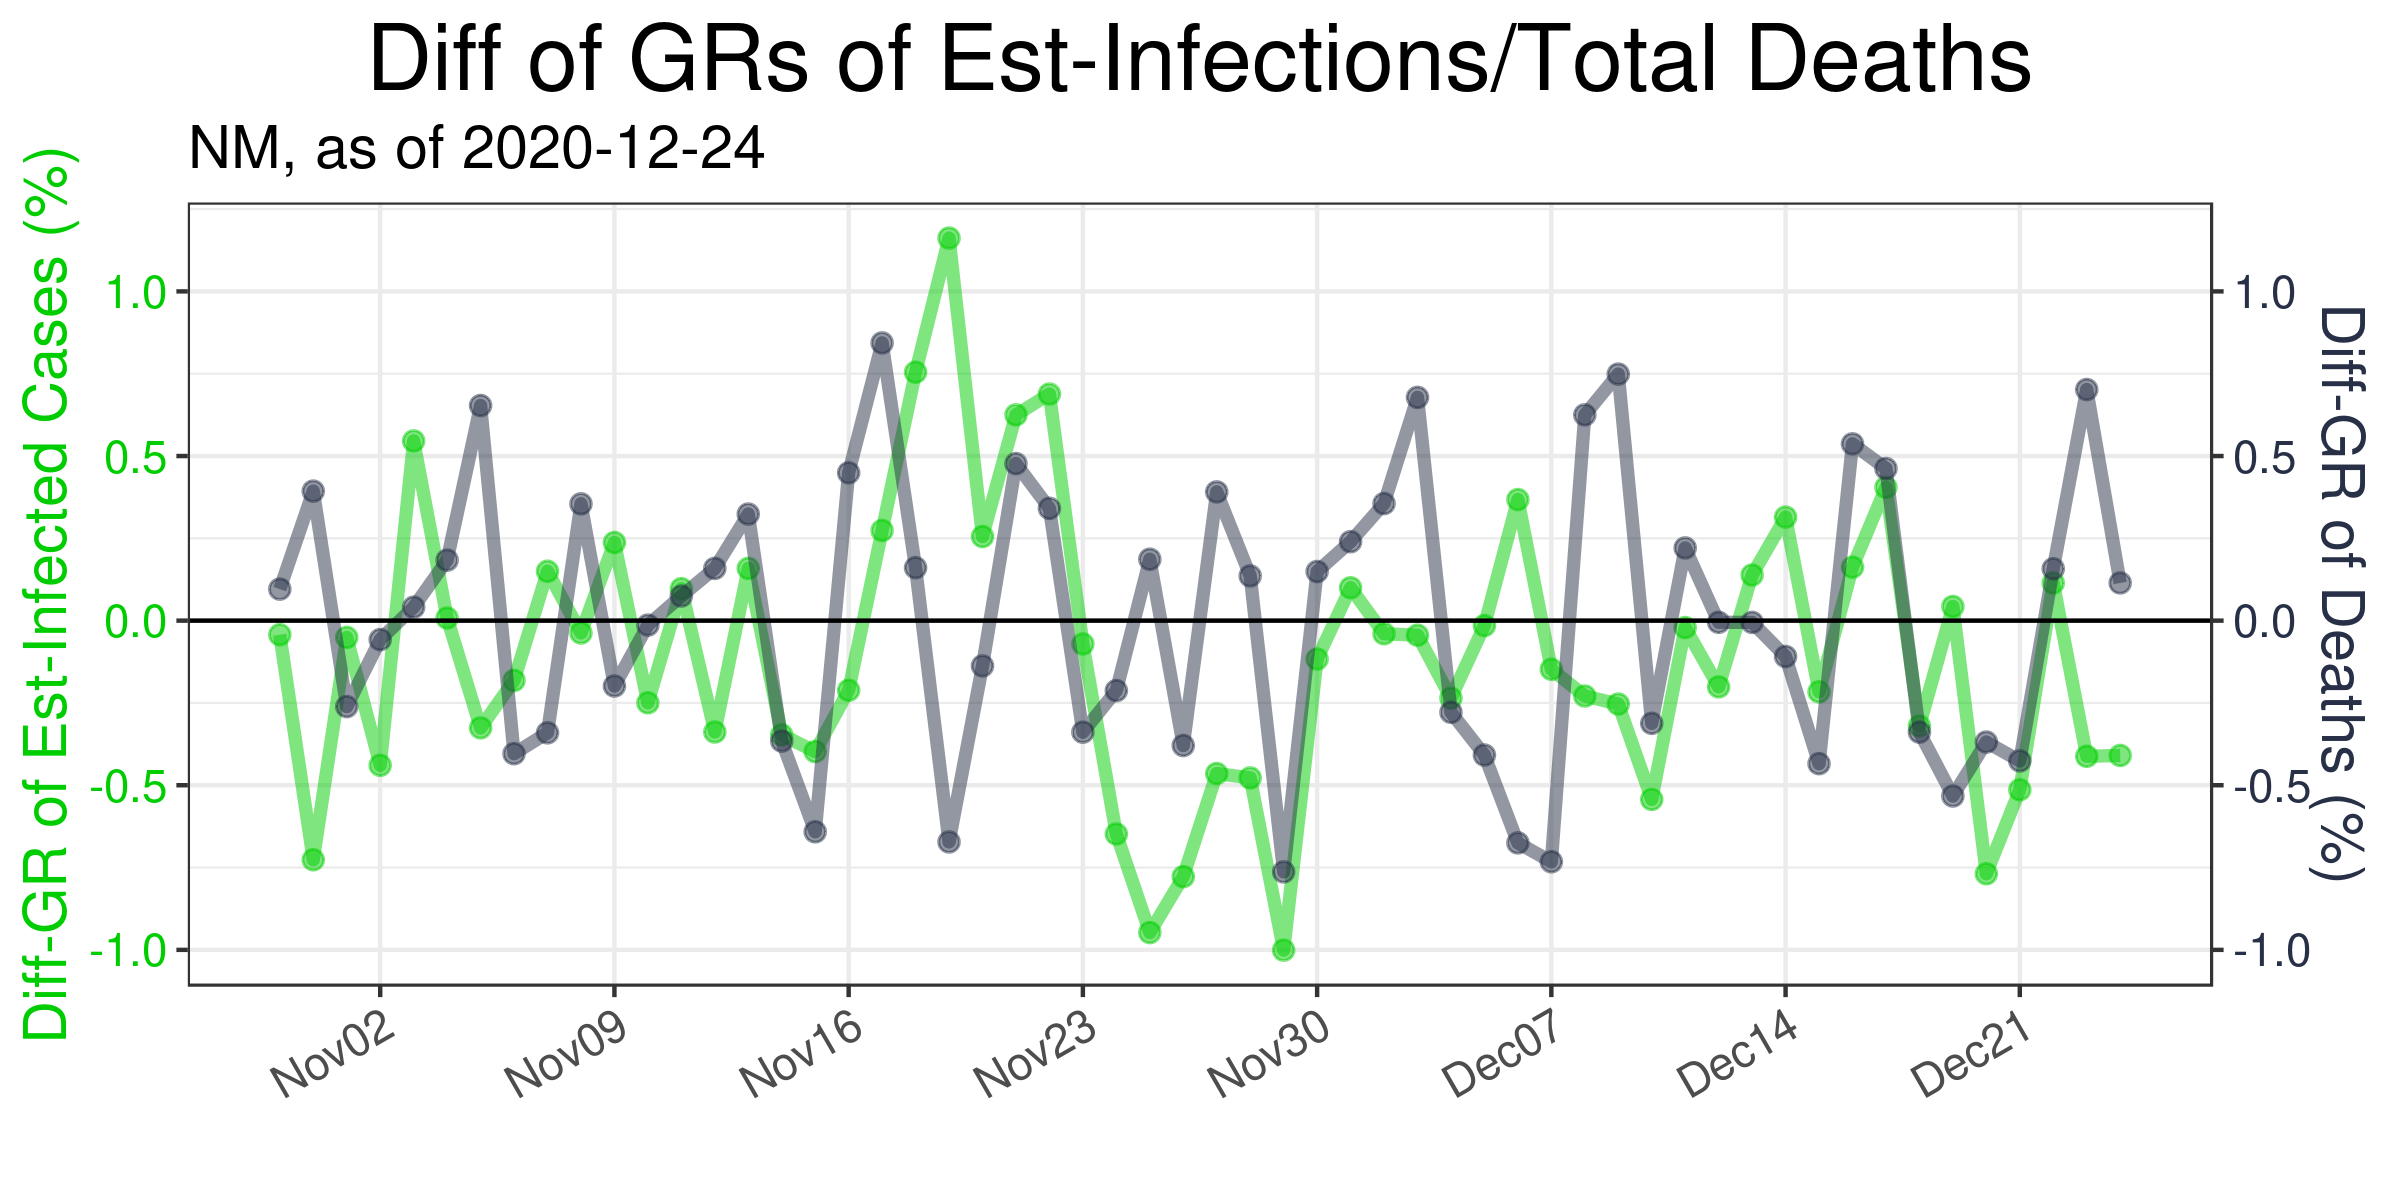 Diff of GRs of Est-Infections/Total Deaths
NM, as of 2020-12-24
Diff-GR of Est-Infected Cases (%)
1.0
0.5
0.0
-0.5
-1.0
1.0
0.5
0.0
-0.5
-1.0
Diff-GR of Deaths (%)
Nov02
Nov09
Nov16
Nov23
Nov30
Dec07
Dec14
Dec21